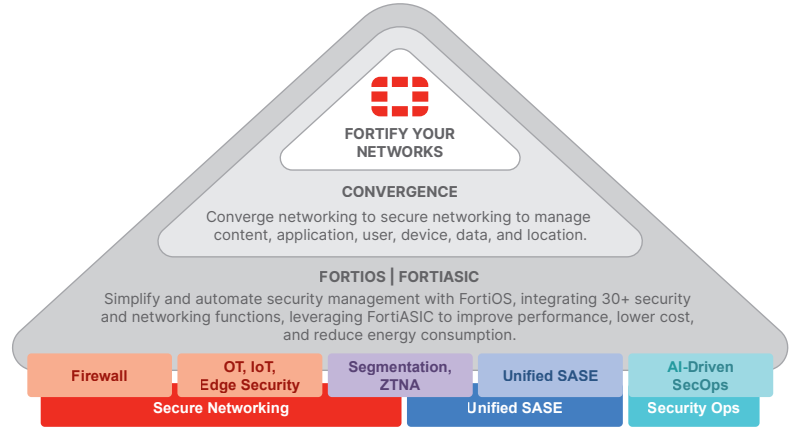 FORTIFY YOUR
NETWORKS
CONVERGENCE
Converge networking to secure networking to manage
content, application, user, device, data, and location.
FORTIOS | FORTIASIC
Simplify and automate security management with FortiOS, integrating 30+ security
and networking functions, leveraging FortiASIC to improve performance, lower cost,
and reduce energy consumption.
Firewall
OT, IoT,
Edge Security
Segmentation,
ZTNA
Unified SASE
AI-Driven
SecOps
Secure Networking
Unified SASE
Security Ops